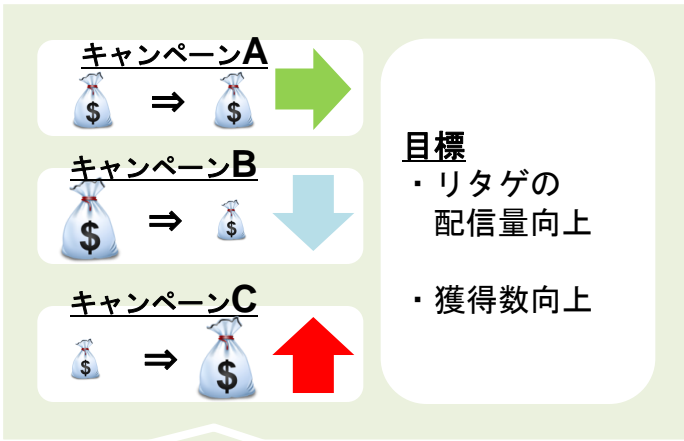 キャンペーンA
$ ⇒ $
キャンペーンB
$ ⇒ $
キャンペーンC
$ ⇒ $
目標
・リタゲの
配信量向上
・獲得数向上